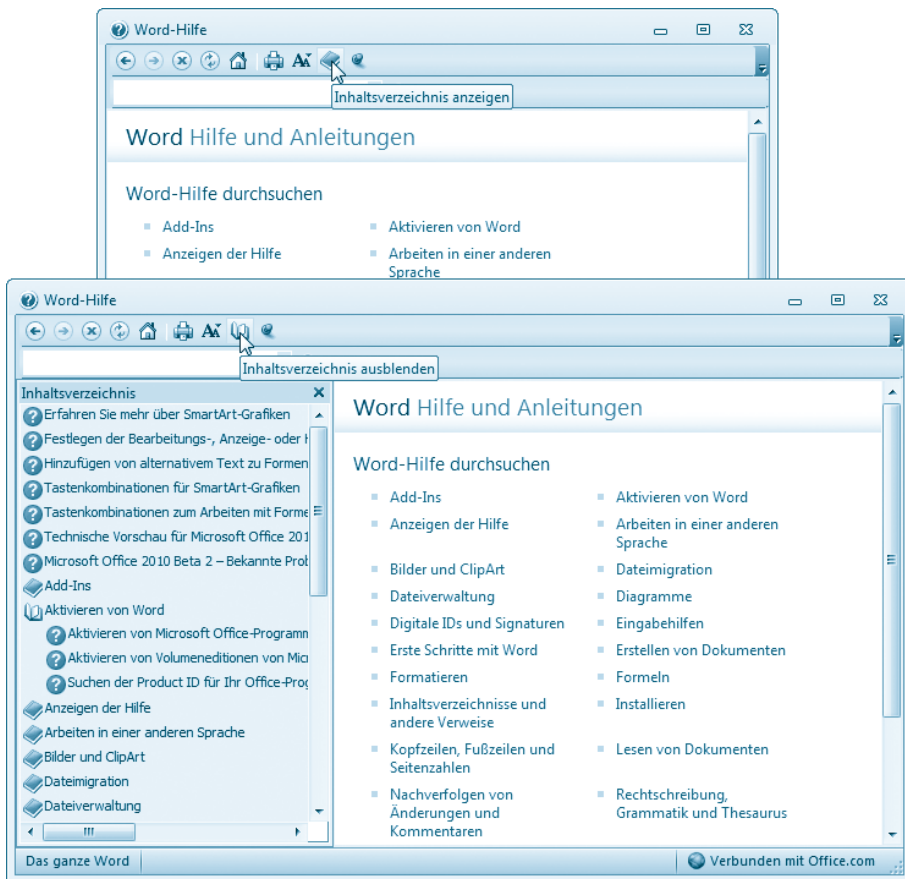 Word-Hilfe
Inhaltsverzeichnis anzeigen
Word Hilfe und Anleitungen
Word-Hilfe durchsuchen
Add-Ins
Aktivieren von Word
Anzeigen der Hilfe
Arbeiten in einer anderen
Sprache
Word-Hilfe
Inhaltsverzeichnis ausblenden
Inhaltsverzeichnis
Erfahren Sie mehr über SmartArt-Grafiken
Festlegen der Bearbeitungs-, Anzeige- oder
Hinzufügen von alternativem Text zu Formen
Tastenkombinationen für SmartArt-Grafiken
Tastenkombinationen zum Arbeiten mit Forme
Technische Vorschau für Microsoft Office 201
Microsoft Office 2010 Beta 2 – Bekannte Prob
Add-Ins
Aktivieren von Word
Aktivieren von Microsoft Office-Programm
Aktivieren von Volumeneditionen von Micr
Suchen der Product ID für Ihr Office-Prog
Anzeigen der Hilfe
Arbeiten in einer anderen Sprache
Bilder und ClipArt
Dateimigration
Dateiverwaltung
Word Hilfe und Anleitungen
Word-Hilfe durchsuchen
Add-Ins
Aktivieren von Word
Anzeigen der Hilfe
Arbeiten in einer anderen
Sprache
Bilder und ClipArt
Dateimigration
Dateiverwaltung
Diagramme
Digitale IDs und Signaturen
Eingabehilfen
Erste Schritte mit Word
Erstellen von Dokumenten
Formatieren
Formeln
Inhaltsverzeichnisse und
andere Verweise
Installieren
Kopfzeilen, Fußzeilen und
Seitenzahlen
Lesen von Dokumenten
Nachverfolgen von
Änderungen und
Kommentaren
Rechtschreibung,
Grammatik und Thesaurus
Das ganze Word
Verbunden mit Office.com